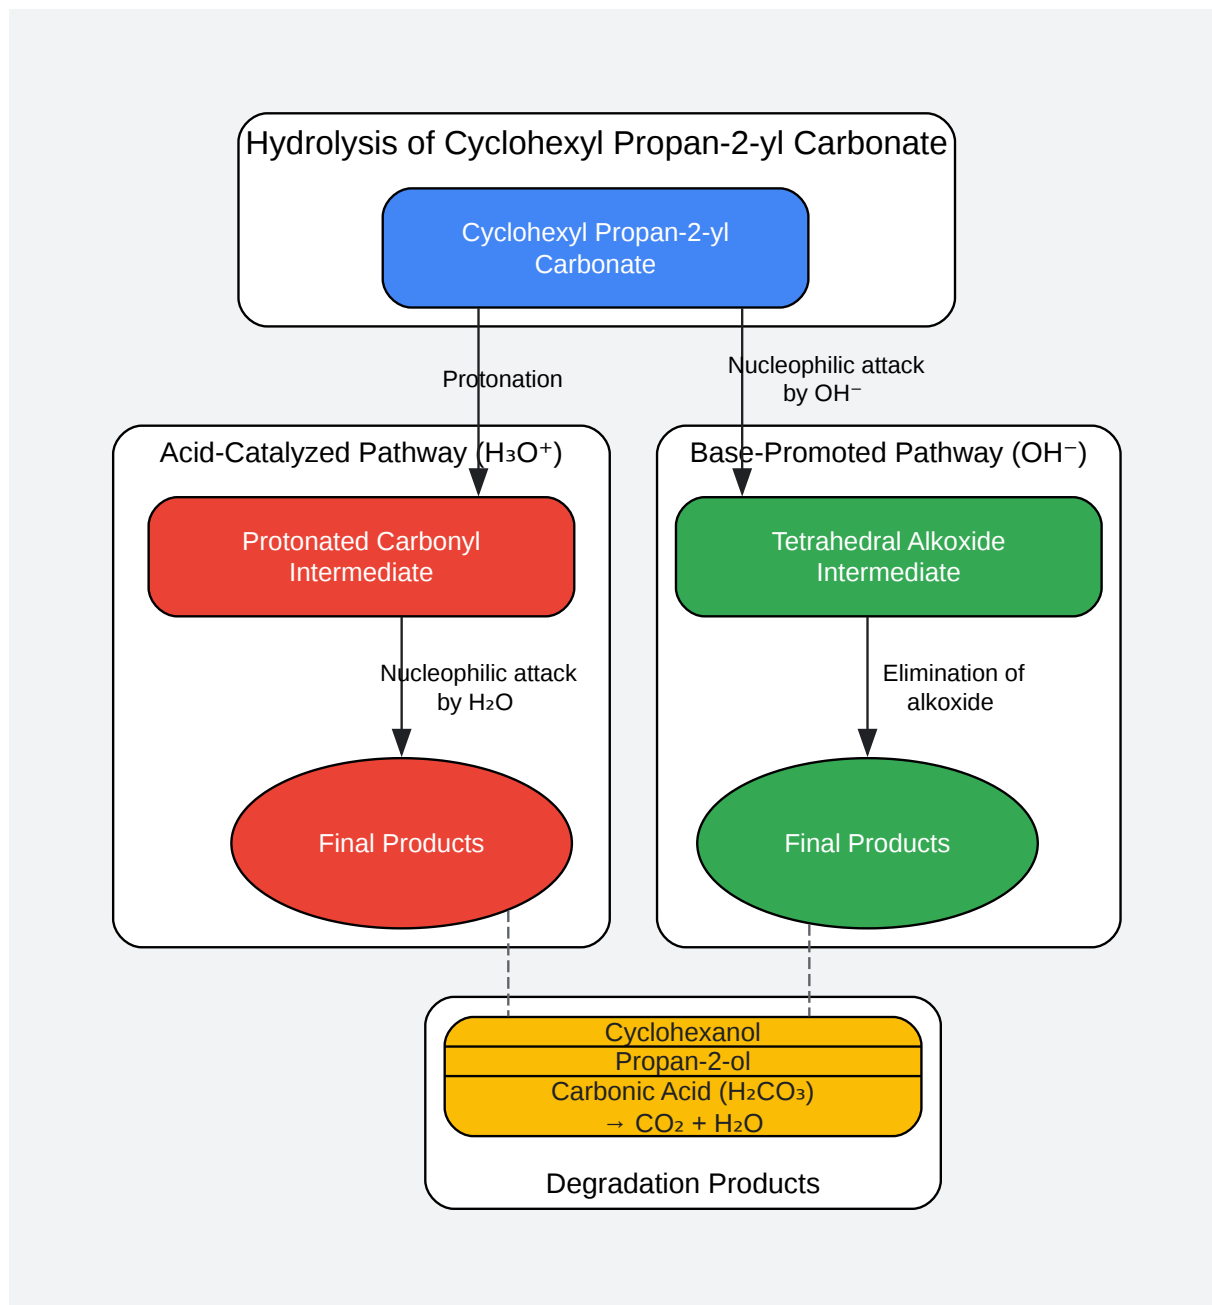 Hydrolysis of Cyclohexyl Propan-2-yl Carbonate
Cyclohexyl Propan-2-yl
Carbonate
Protonation
Nucleophilic attack
by OH⁻
Acid-Catalyzed Pathway (H₃O⁺)
Base-Promoted Pathway (OH⁻)
Protonated Carbonyl
Intermediate
Tetrahedral Alkoxide
Intermediate
Nucleophilic attack
by H₂O
Elimination of
alkoxide
Final Products
Final Products
Cyclohexanol
Propan-2-ol
Carbonic Acid (H₂CO₃)
→ CO₂ + H₂O
Degradation Products